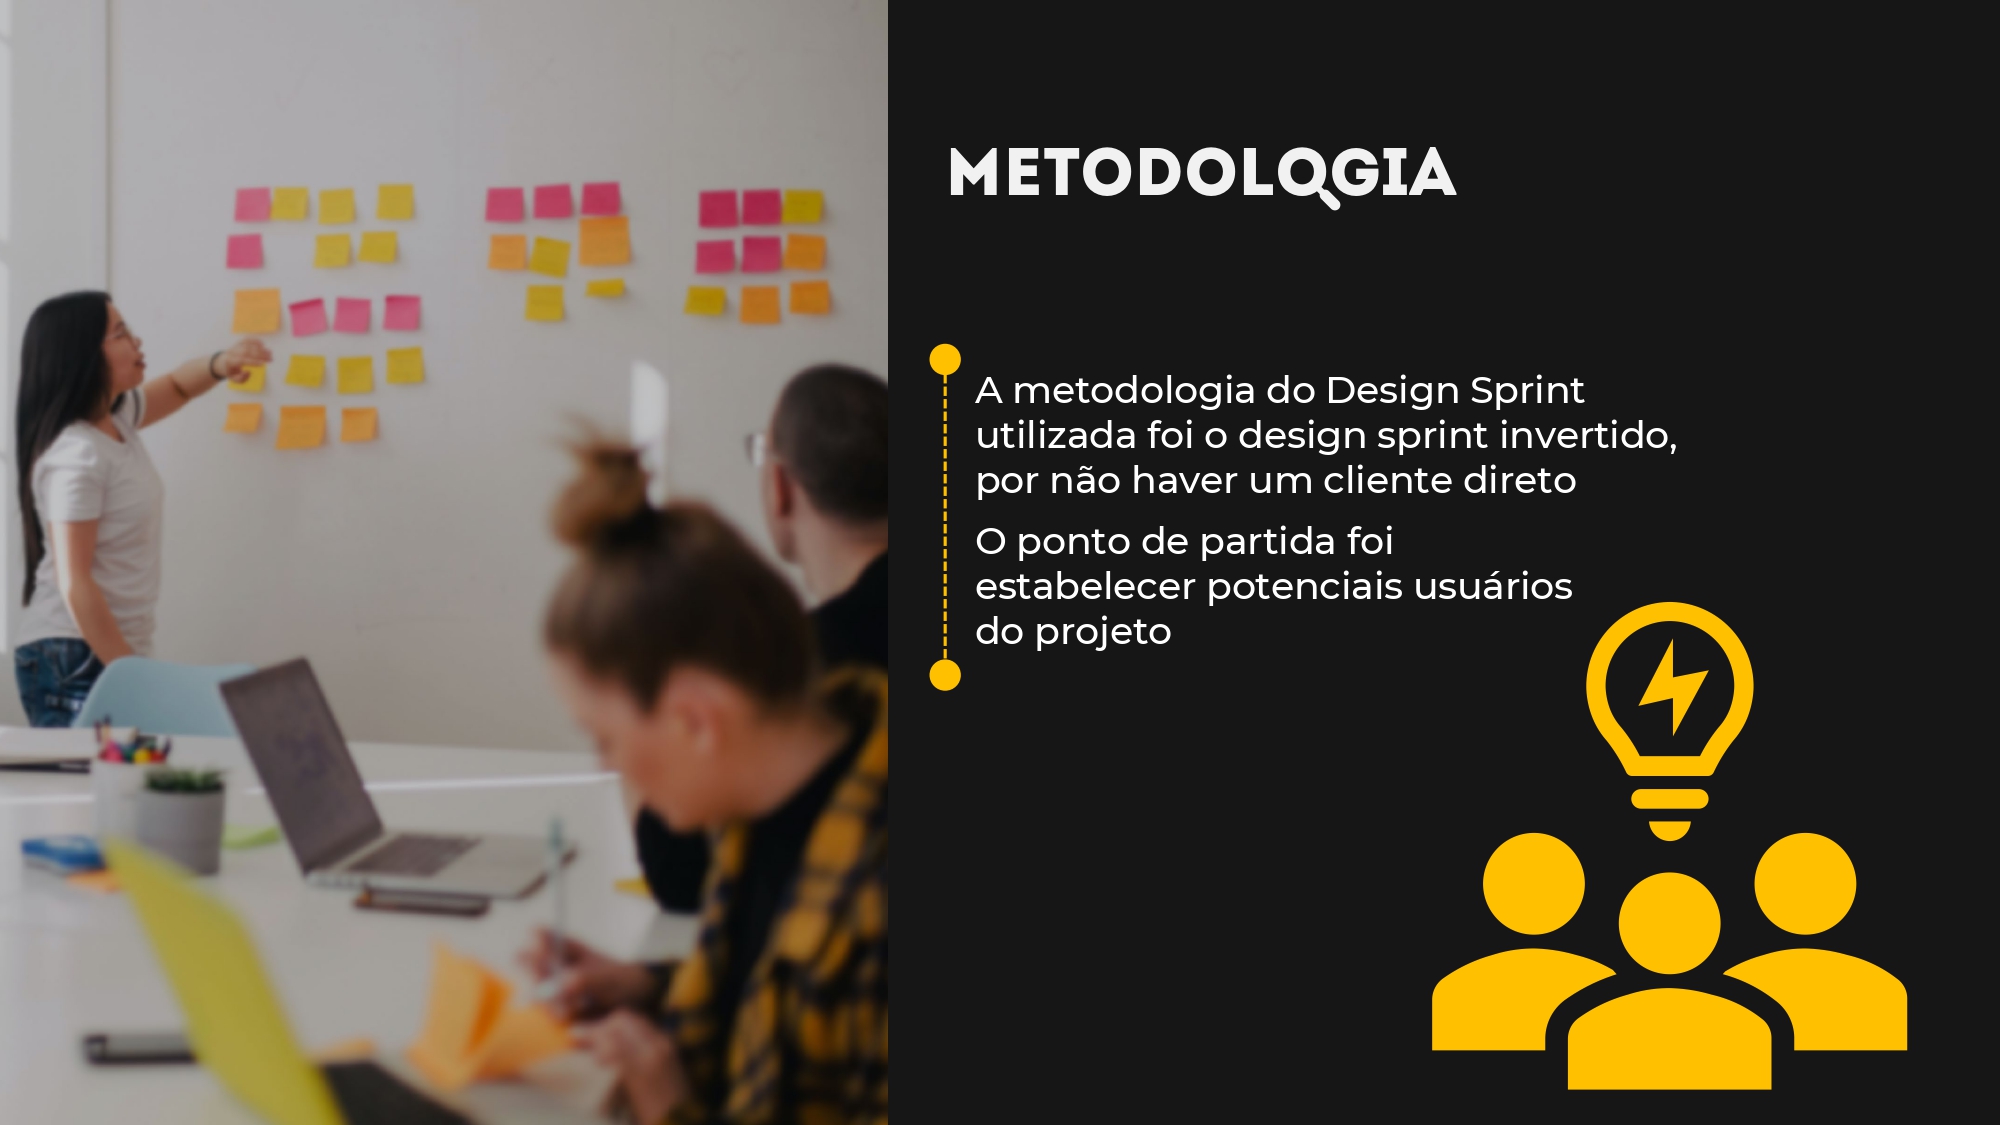 METODOLOGIA
A metodologia do Design Sprint
utilizada foi o design sprint invertido,
por não haver um cliente direto
O ponto de partida foi
estabelecer potenciais usuários
do projeto